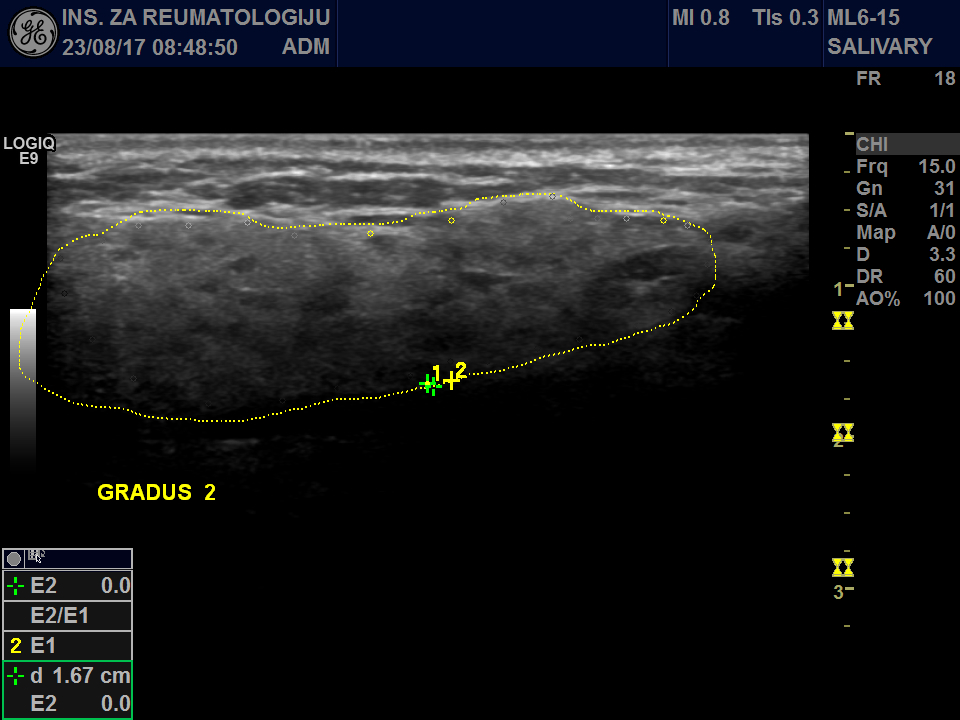 INS. ZA REUMATOLOGIJU
23/08/17 08:48:50 ADM
MI 0.8 TIs 0.3
ML6-15
SALIVARY
FR 18
LOGIQ
E9
CHI
Frq 15.0
Gn 31
S/A 1/1
Map A/0
D 3.3
DR 60
AO% 100
1
2
3
1 2
GRADUS 2
E2 0.0
E2/E1
2 E1
d 1.67 cm
E2 0.0